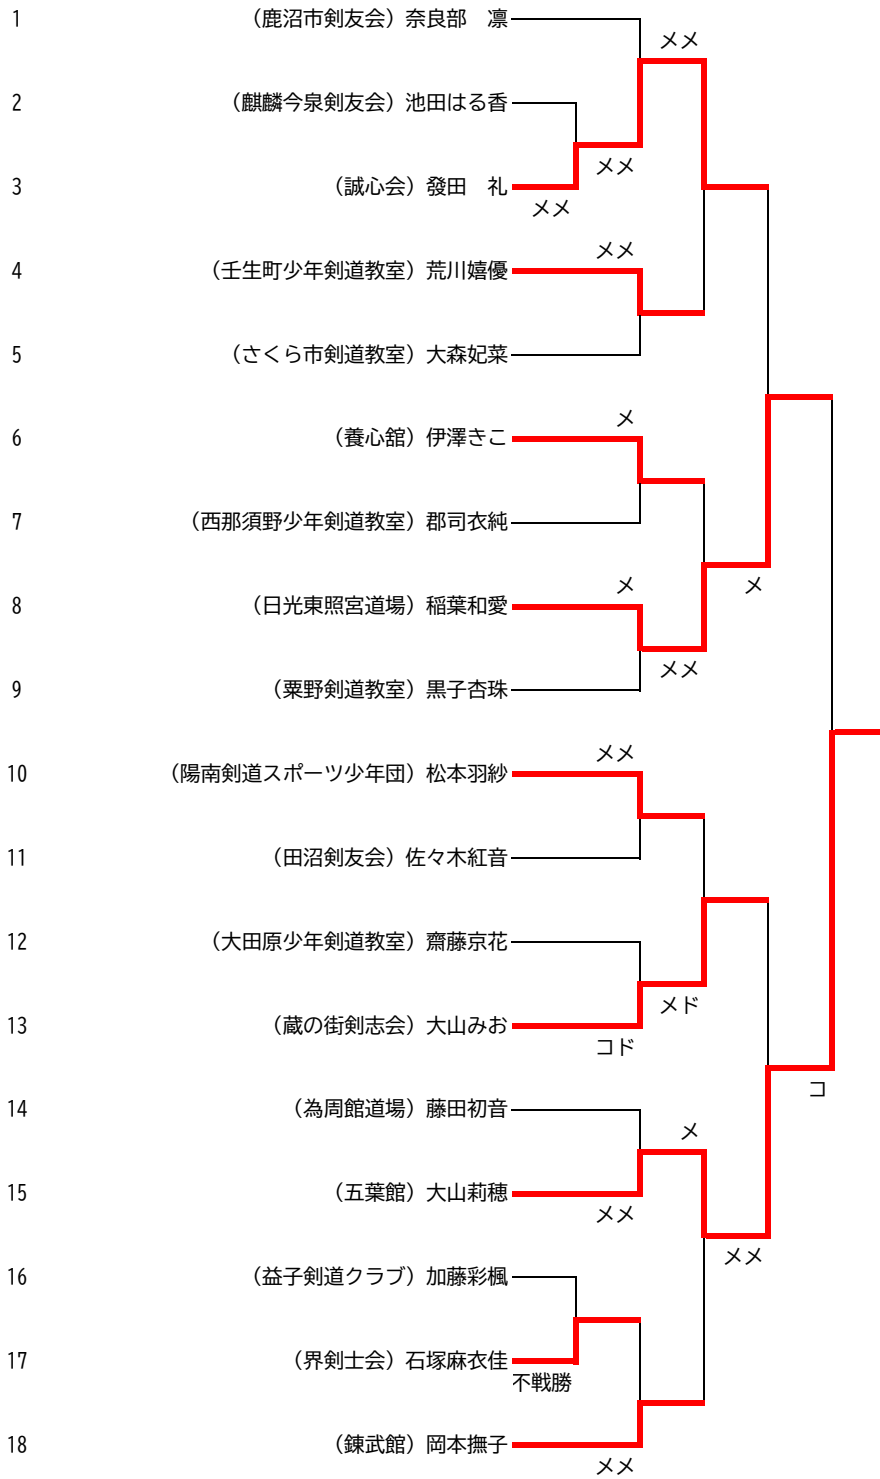 1 （鹿沼市剣友会）奈良部　凛
メメ
2 （麒麟今泉剣友会）池田はる香
メメ
3 （誠心会）發田　礼
メメ
メメ
4 （壬生町少年剣道教室）荒川嬉優
5 （さくら市剣道教室）大森妃菜
メ
6 （養心舘）伊澤きこ
7 （西那須野少年剣道教室）郡司衣純
メ
メ
8 （日光東照宮道場）稲葉和愛
メメ
9 （粟野剣道教室）黒子杏珠
メメ
10 （陽南剣道スポーツ少年団）松本羽紗
11 （田沼剣友会）佐々木紅音
12 （大田原少年剣道教室）齋藤京花
メド
13 （蔵の街剣志会）大山みお
コド
コ
14 （為周館道場）藤田初音
メ
15 （五葉館）大山莉穂
メメ
メメ
16 （益子剣道クラブ）加藤彩楓
17 （界剣士会）石塚麻衣佳
不戦勝
18 （錬武館）岡本撫子
メメ